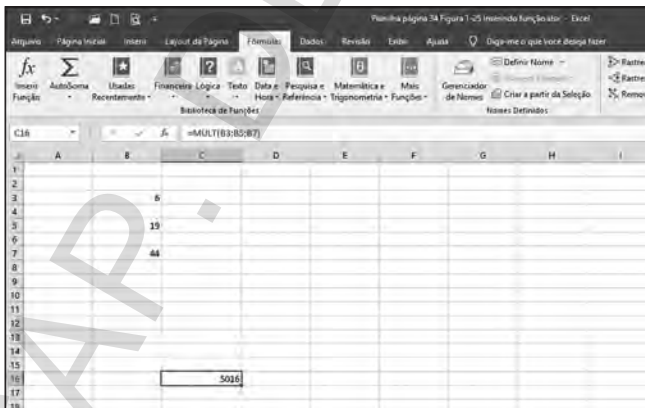 Planilha página 34 Figura 1-25 Inserindo função.xlsx - Excel
Arquivo Página Inicial Inserir Layout da Página Fórmulas Dados Revisão Exibir Ajuda Diga-me o que você deseja fazer
fx Σ ? θ
Inserir Função AutoSoma Usadas Recentemente Financeira Lógica Texto Data e Hora Pesquisa e Referência Matemática e Trigonometria Mais Funções Gerenciador de Nomes
Definir Nome
Criar a partir da Seleção
Rastre
Rastre
Remov
Biblioteca de Funções Nomes Definidos
C16 fx =MULT(B3;B5;B7)
A B C D E F G H I
1
2
3 6
4
5 19
6
7 44
8
9
10
11
12
13
14
15
16 5016
17
18